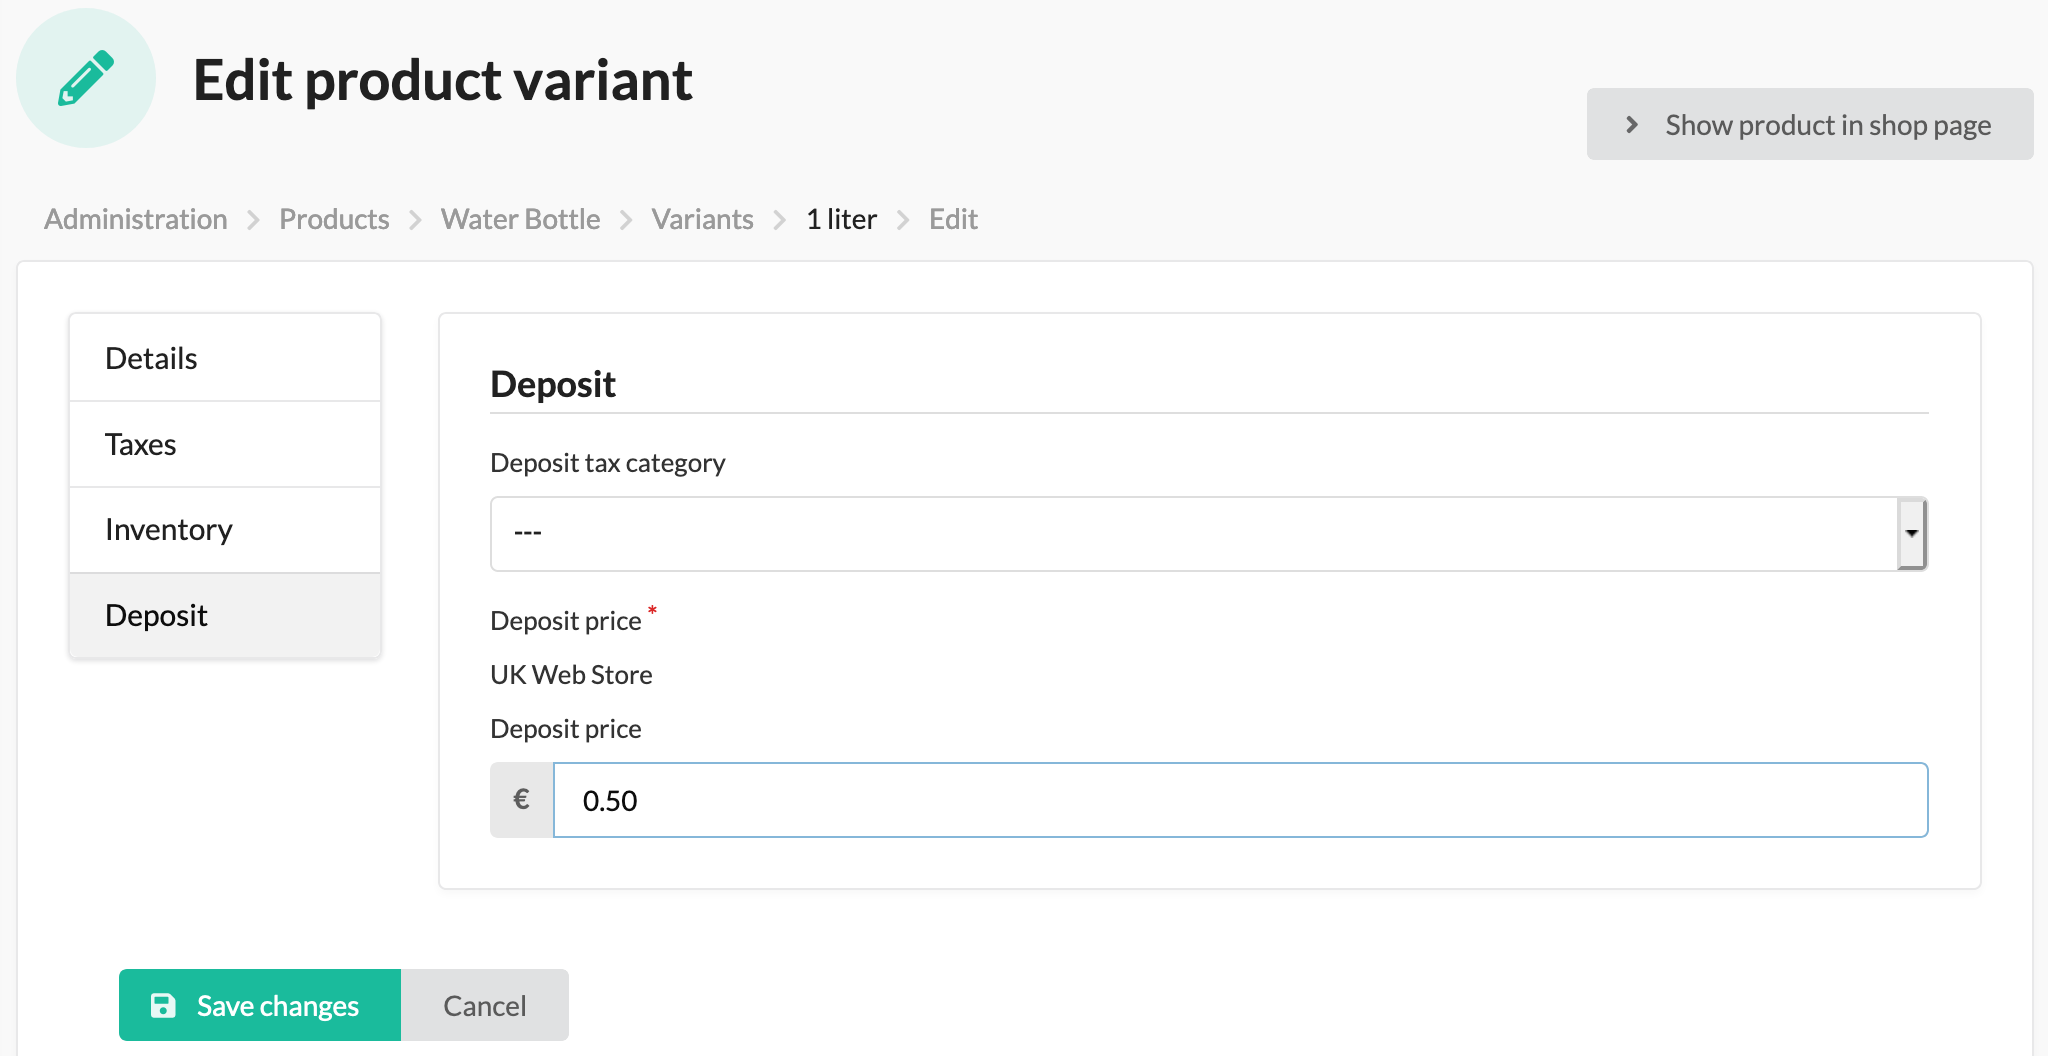 Edit product variant
Show product in shop page
Administration > Products > Water Bottle > Variants > 1 liter > Edit
Details
Taxes
Inventory
Deposit
Deposit
Deposit tax category
---
Deposit price *
UK Web Store
Deposit price
€ 0.50
Save changes
Cancel